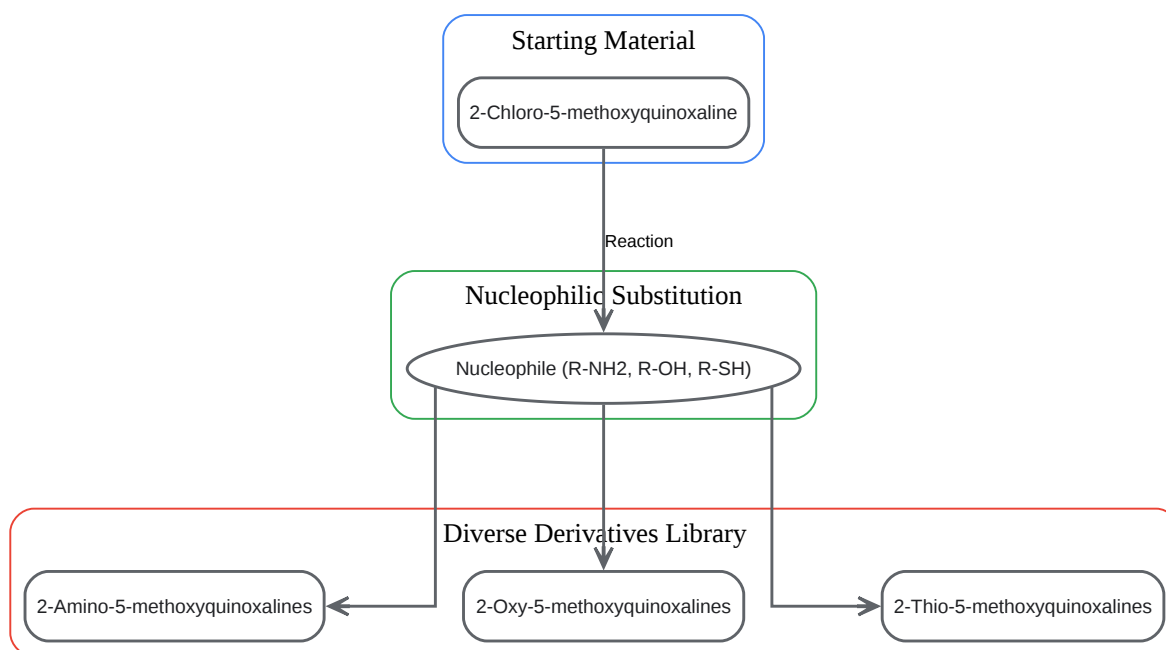 Starting Material
2-Chloro-5-methoxyquinoxaline
Reaction
Nucleophilic Substitution
Nucleophile (R-NH2, R-OH, R-SH)
Diverse Derivatives Library
2-Amino-5-methoxyquinoxalines
2-Oxy-5-methoxyquinoxalines
2-Thio-5-methoxyquinoxalines